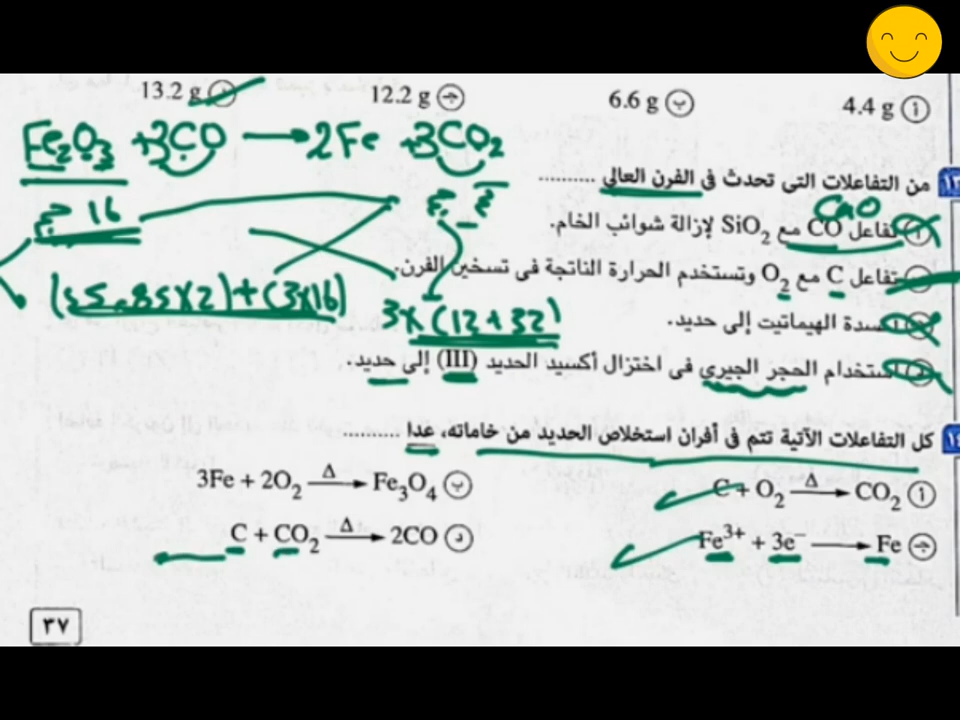 أ 4.4 g ب 6.6 g جـ 12.2 g د 13.2 g
Fe2O3 + 3CO → 2Fe + 3CO2
١٣ من التفاعلات التى تحدث فى الفرن العالى ..........
16
CaO
تفاعل CO مع SiO2 لإزالة شوائب الخام.
تفاعل C مع O2 وتستخدم الحرارة الناتجة فى تسخين الفرن.
(55.85×2)+(3×16)
3×(12+32)
أكسدة الهيماتيت إلى حديد.
استخدام الحجر الجيرى فى اختزال أكسيد الحديد (III) إلى حديد.
١٤ كل التفاعلات الآتية تتم فى أفران استخلاص الحديد من خاماته، عدا ..........
أ C + O2 —Δ→ CO2
ب 3Fe + 2O2 —Δ→ Fe3O4
جـ Fe3+ + 3e− → Fe
د C + CO2 —Δ→ 2CO
٣٧